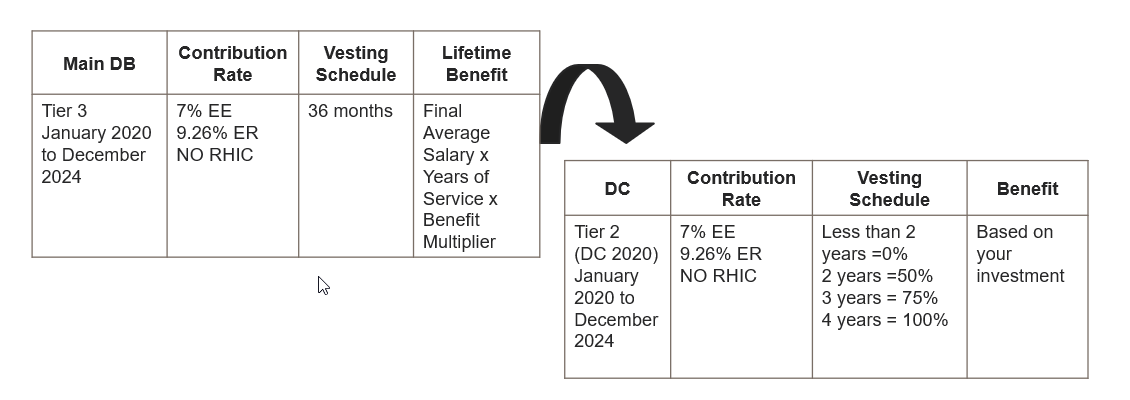 Main DB
Contribution
Rate
Vesting
Schedule
Lifetime
Benefit
Tier 3
January 2020
to December
2024
7% EE
9.26% ER
NO RHIC
36 months
Final
Average
Salary x
Years of
Service x
Benefit
Multiplier
DC
Contribution
Rate
Vesting
Schedule
Benefit
Tier 2
(DC 2020)
January
2020 to
December
2024
7% EE
9.26% ER
NO RHIC
Less than 2
years =0%
2 years =50%
3 years = 75%
4 years = 100%
Based on
your
investment